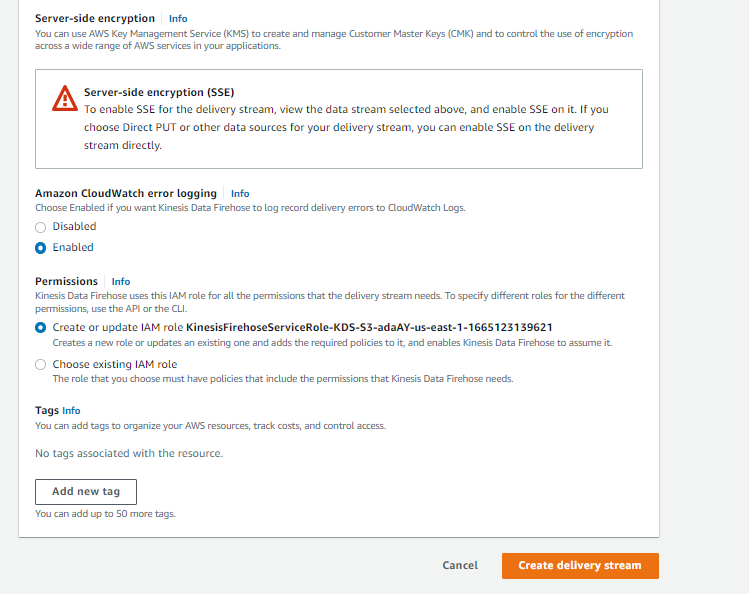 Server-side encryption Info
You can use AWS Key Management Service (KMS) to create and manage Customer Master Keys (CMK) and to control the use of encryption
across a wide range of AWS services in your applications.
Server-side encryption (SSE)
To enable SSE for the delivery stream, view the data stream selected above, and enable SSE on it. If you
choose Direct PUT or other data sources for your delivery stream, you can enable SSE on the delivery
stream directly.
Amazon CloudWatch error logging Info
Choose Enabled if you want Kinesis Data Firehose to log record delivery errors to CloudWatch Logs.
Disabled
Enabled
Permissions Info
Kinesis Data Firehose uses this IAM role for all the permissions that the delivery stream needs. To specify different roles for the different
permissions, use the API or the CLI.
Create or update IAM role KinesisFirehoseServiceRole-KDS-S3-adaAY-us-east-1-1665123139621
Creates a new role or updates an existing one and adds the required policies to it, and enables Kinesis Data Firehose to assume it.
Choose existing IAM role
The role that you choose must have policies that include the permissions that Kinesis Data Firehose needs.
Tags Info
You can add tags to organize your AWS resources, track costs, and control access.
No tags associated with the resource.
Add new tag
You can add up to 50 more tags.
Cancel Create delivery stream